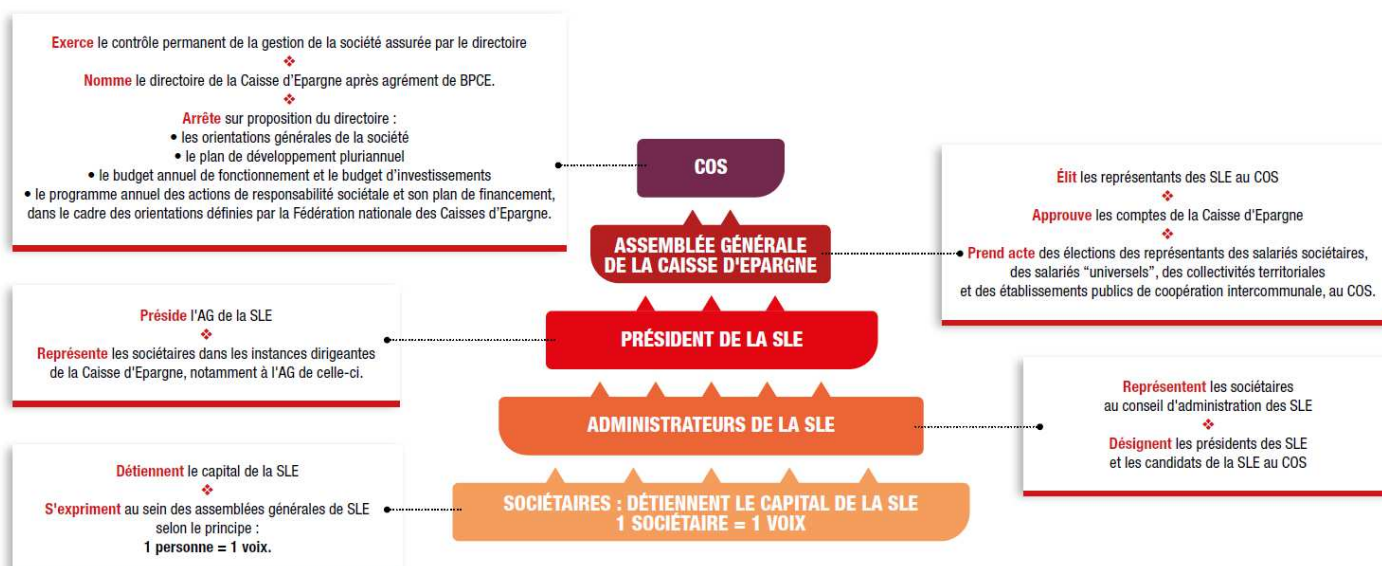 Exerce le contrôle permanent de la gestion de la société assurée par le directoire
❖
Nomme le directoire de la Caisse d'Epargne après agrément de BPCE.
❖
Arrête sur proposition du directoire :
• les orientations générales de la société
• le plan de développement pluriannuel
• le budget annuel de fonctionnement et le budget d'investissements
• le programme annuel des actions de responsabilité sociétale et son plan de financement,
dans le cadre des orientations définies par la Fédération nationale des Caisses d'Epargne.
COS
Élit les représentants des SLE au COS
❖
Approuve les comptes de la Caisse d'Epargne
❖
Prend acte des élections des représentants des salariés sociétaires,
des salariés "universels", des collectivités territoriales
et des établissements publics de coopération intercommunale, au COS.
ASSEMBLÉE GÉNÉRALE
DE LA CAISSE D'EPARGNE
Préside l'AG de la SLE
❖
Représente les sociétaires dans les instances dirigeantes
de la Caisse d'Epargne, notamment à l'AG de celle-ci.
PRÉSIDENT DE LA SLE
Représentent les sociétaires
au conseil d'administration des SLE
❖
Désignent les présidents des SLE
et les candidats de la SLE au COS
ADMINISTRATEURS DE LA SLE
Détiennent le capital de la SLE
❖
S'expriment au sein des assemblées générales de SLE
selon le principe :
1 personne = 1 voix.
SOCIÉTAIRES : DÉTIENNENT LE CAPITAL DE LA SLE
1 SOCIÉTAIRE = 1 VOIX